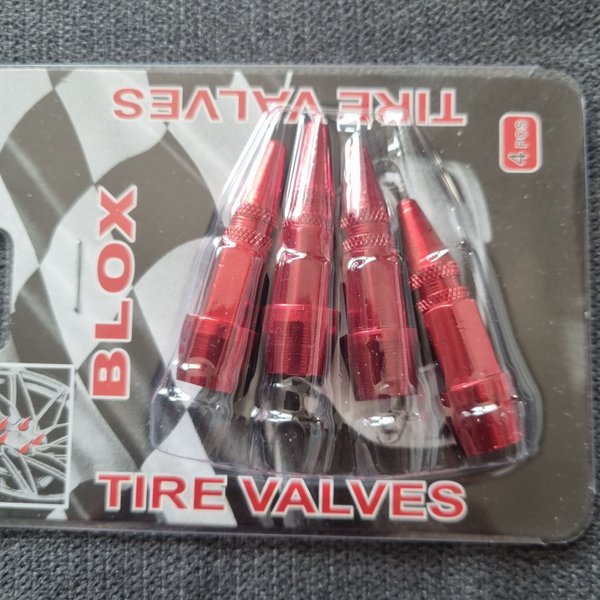 TIRE VALVES
4 PCS
BLOX
TIRE VALVES